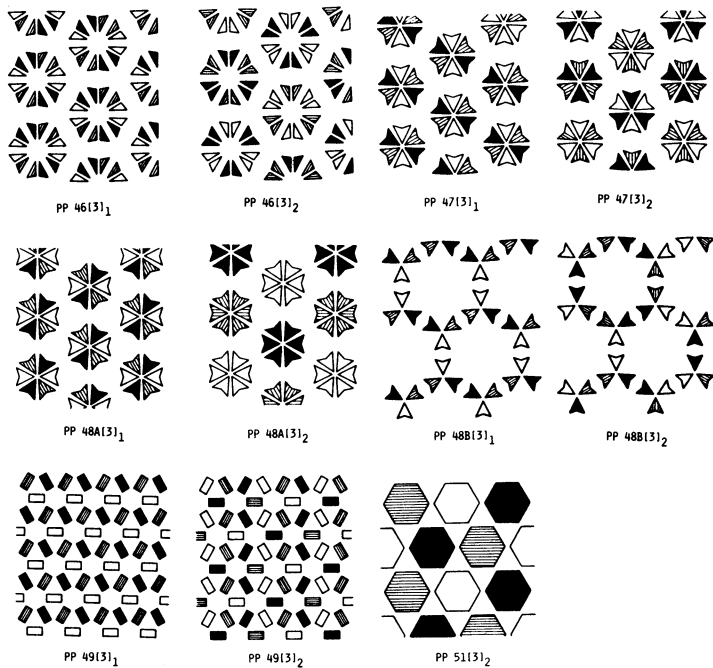 PP 46[3]₁
PP 46[3]₂
PP 47[3]₁
PP 47[3]₂
PP 48A[3]₁
PP 48A[3]₂
PP 48B[3]₁
PP 48B[3]₂
PP 49[3]₁
PP 49[3]₂
PP 51[3]₂